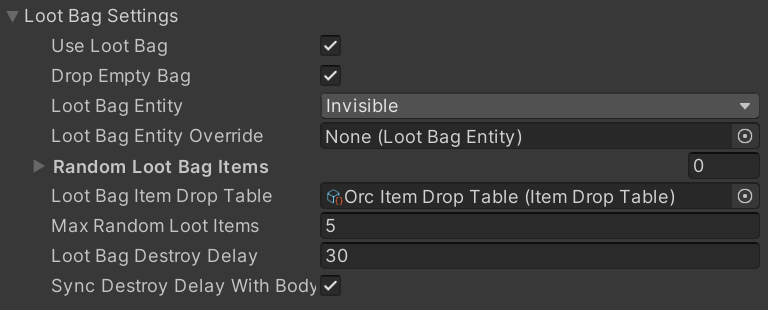 Loot Bag Settings
Use Loot Bag
Drop Empty Bag
Loot Bag Entity Invisible
Loot Bag Entity Override None (Loot Bag Entity)
Random Loot Bag Items 0
Loot Bag Item Drop Table Orc Item Drop Table (Item Drop Table)
Max Random Loot Items 5
Loot Bag Destroy Delay 30
Sync Destroy Delay With Body